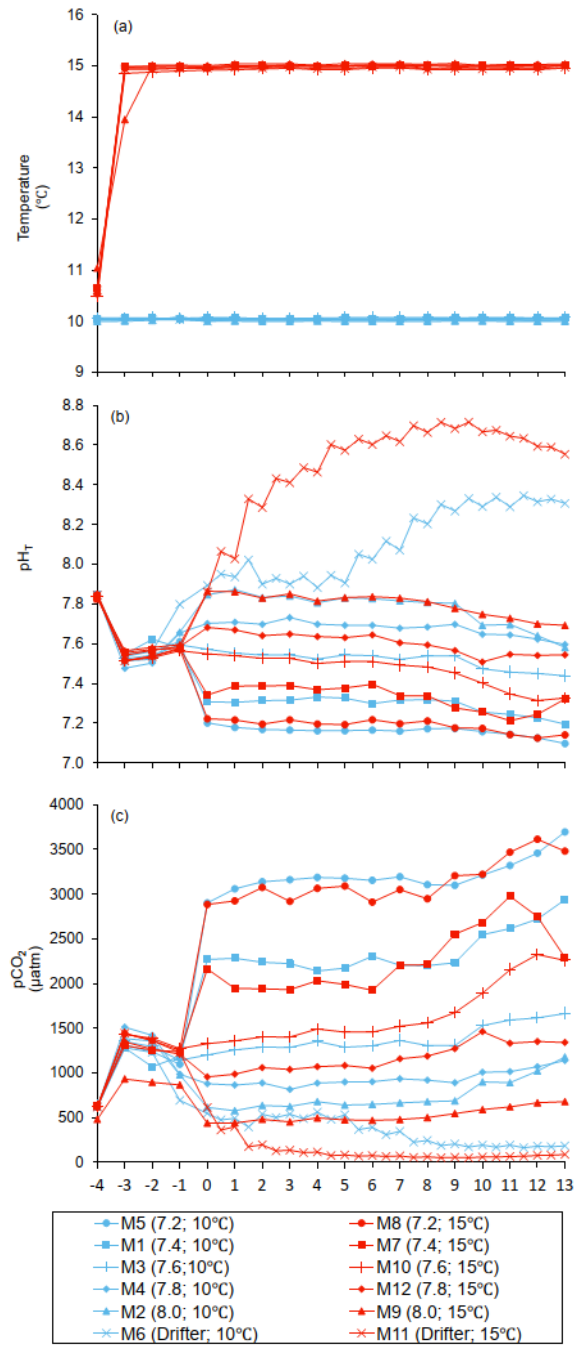 (a)
16
15
14
13
12
11
10
9
Temperature
(℃)
(b)
8.8
8.6
8.4
8.2
8.0
7.8
7.6
7.4
7.2
7.0
pHT
(c)
4000
3500
3000
2500
2000
1500
1000
500
0
pCO2
(µatm)
-4 -3 -2 -1 0 1 2 3 4 5 6 7 8 9 10 11 12 13
M5 (7.2; 10℃) M8 (7.2; 15℃)
M1 (7.4; 10℃) M7 (7.4; 15℃)
M3 (7.6;10℃) M10 (7.6; 15℃)
M4 (7.8; 10℃) M12 (7.8; 15℃)
M2 (8.0; 10℃) M9 (8.0; 15℃)
M6 (Drifter; 10℃) M11 (Drifter; 15℃)